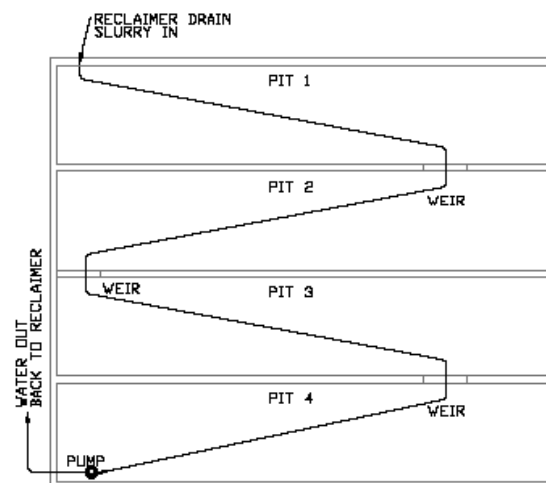 RECLAIMER DRAIN
SLURRY IN
PIT 1
PIT 2
WEIR
WEIR
PIT 3
WATER OUT
BACK TO RECLAIMER
PIT 4
WEIR
PUMP